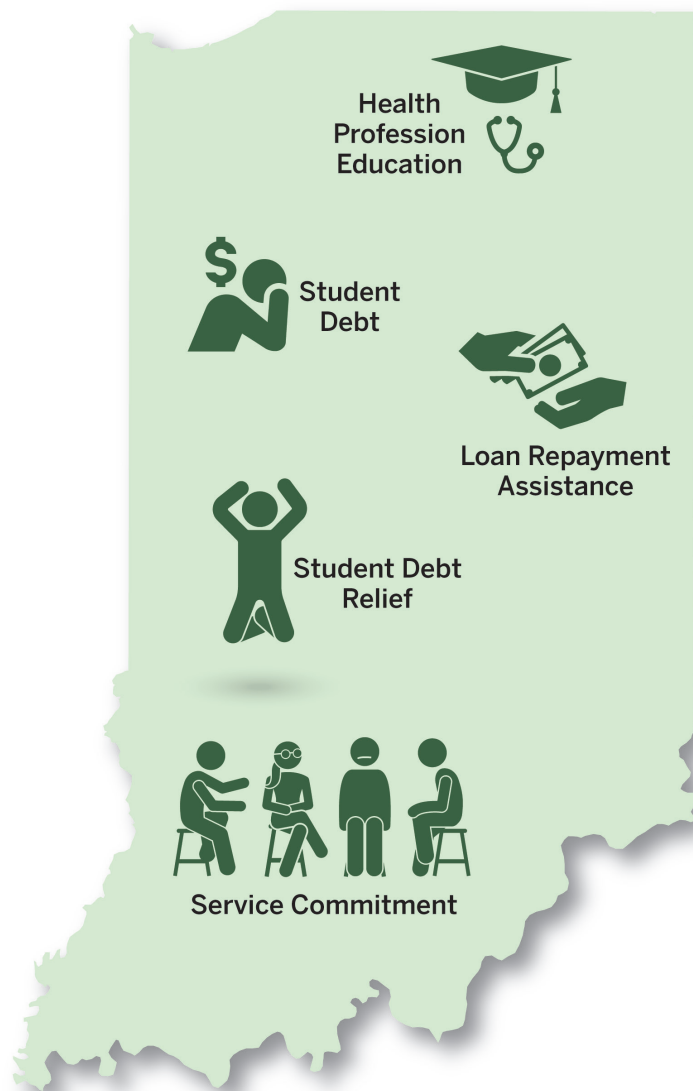 Health
Profession
Education
$
Student
Debt
Loan Repayment
Assistance
Student Debt
Relief
Service Commitment